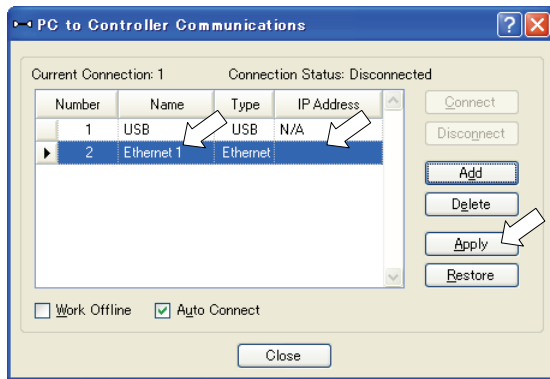 PC to Controller Communications
Current Connection: 1 Connection Status: Disconnected
Number Name Type IP Address
1 USB USB N/A
2 Ethernet 1 Ethernet
Connect
Disconnect
Add
Delete
Apply
Restore
Work Offline Auto Connect
Close